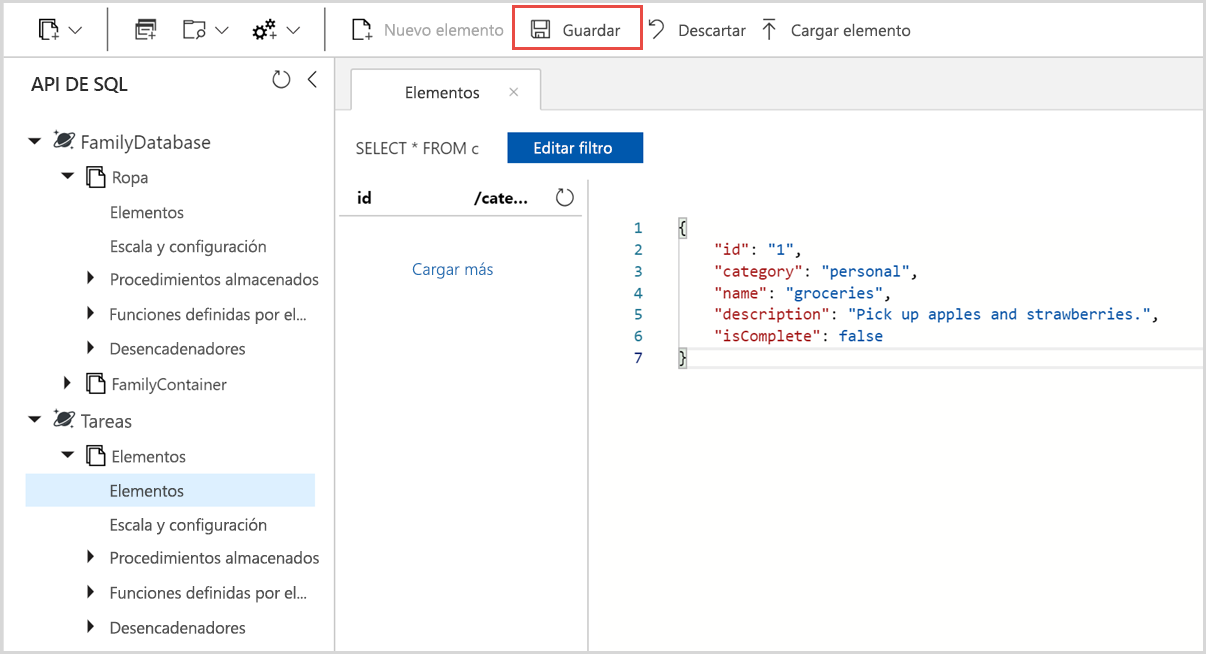 Nuevo elemento Guardar Descartar Cargar elemento
API DE SQL
FamilyDatabase
Ropa
Elementos
Escala y configuración
Procedimientos almacenados
Funciones definidas por el...
Desencadenadores
FamilyContainer
Tareas
Elementos
Elementos
Escala y configuración
Procedimientos almacenados
Funciones definidas por el...
Desencadenadores
Elementos
SELECT * FROM c Editar filtro
id /cate...
Cargar más
1 {
2 "id": "1",
3 "category": "personal",
4 "name": "groceries",
5 "description": "Pick up apples and strawberries.",
6 "isComplete": false
7 }